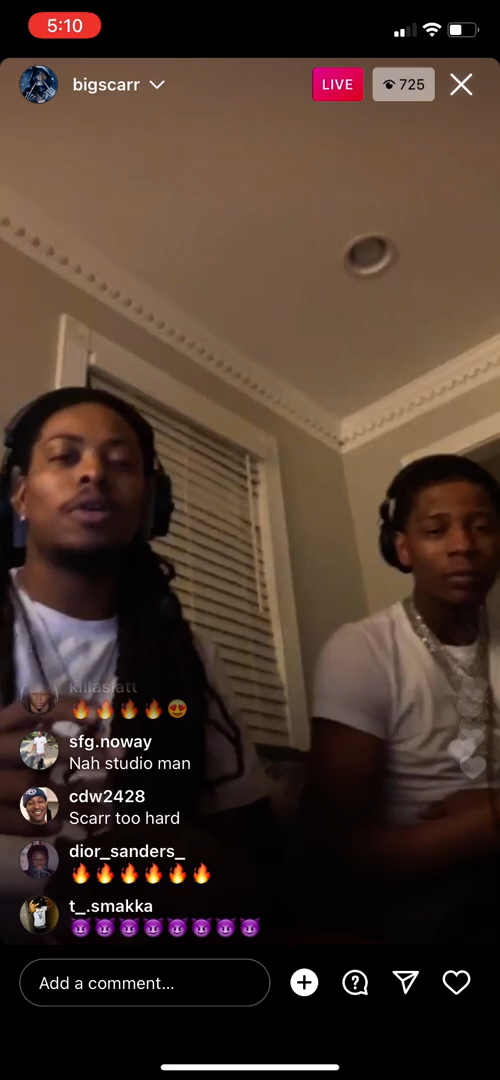 5:10
bigscarr
LIVE
725
killaslatt
🔥🔥🔥🔥😍
sfg.noway
Nah studio man
cdw2428
Scarr too hard
dior_sanders_
🔥🔥🔥🔥🔥🔥
t_.smakka
😈😈😈😈😈😈😈😈
Add a comment...